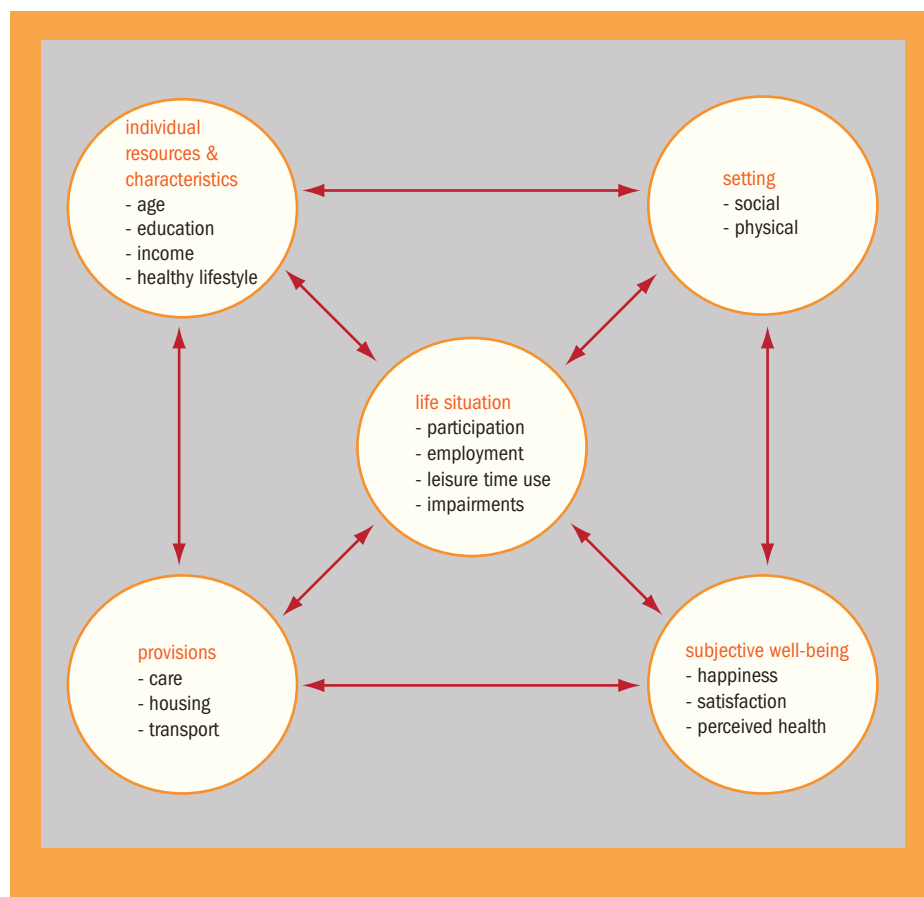 individual
resources &
characteristics
- age
- education
- income
- healthy lifestyle
setting
- social
- physical
life situation
- participation
- employment
- leisure time use
- impairments
provisions
- care
- housing
- transport
subjective well-being
- happiness
- satisfaction
- perceived health